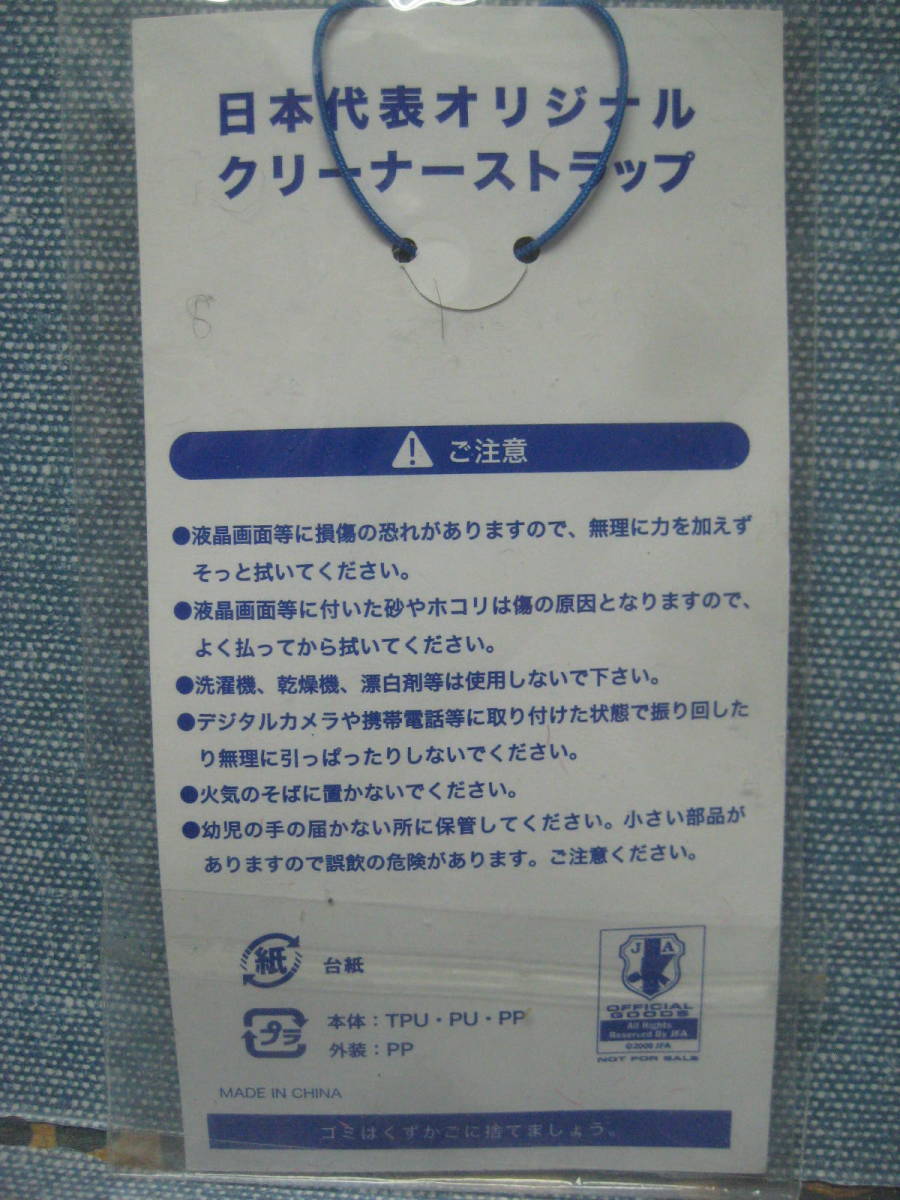 日本代表オリジナル
クリーナーストラップ
ご注意
●液晶画面等に損傷の恐れがありますので、無理に力を加えず
そっと拭いてください。
●液晶画面等に付いた砂やホコリは傷の原因となりますので、
よく払ってから拭いてください。
●洗濯機、乾燥機、漂白剤等は使用しないで下さい。
●デジタルカメラや携帯電話等に取り付けた状態で振り回した
り無理に引っぱったりしないでください。
●火気のそばに置かないでください。
●幼児の手の届かない所に保管してください。小さい部品が
ありますので誤飲の危険があります。ご注意ください。
紙 台紙
プラ 本体：TPU・PU・PP
外装：PP
JFA
OFFICIAL
GOODS
All Rights
Reserved By JFA
©2009 JFA
NOT FOR SALE
MADE IN CHINA
ゴミはくずかごに捨てましょう。